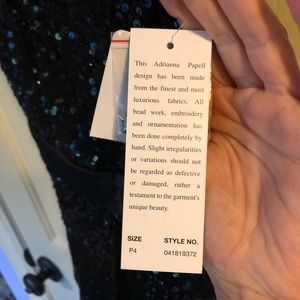 This Adrianna Papell
design has been made
from the finest and most
luxurious fabrics. All
bead work, embroidery
and ornamentation has
been done completely by
hand. Slight irregularities
or variations should not
be regarded as defective
or damaged, rather a
testament to the garment's
unique beauty.
SIZE STYLE NO.
P4 041819372